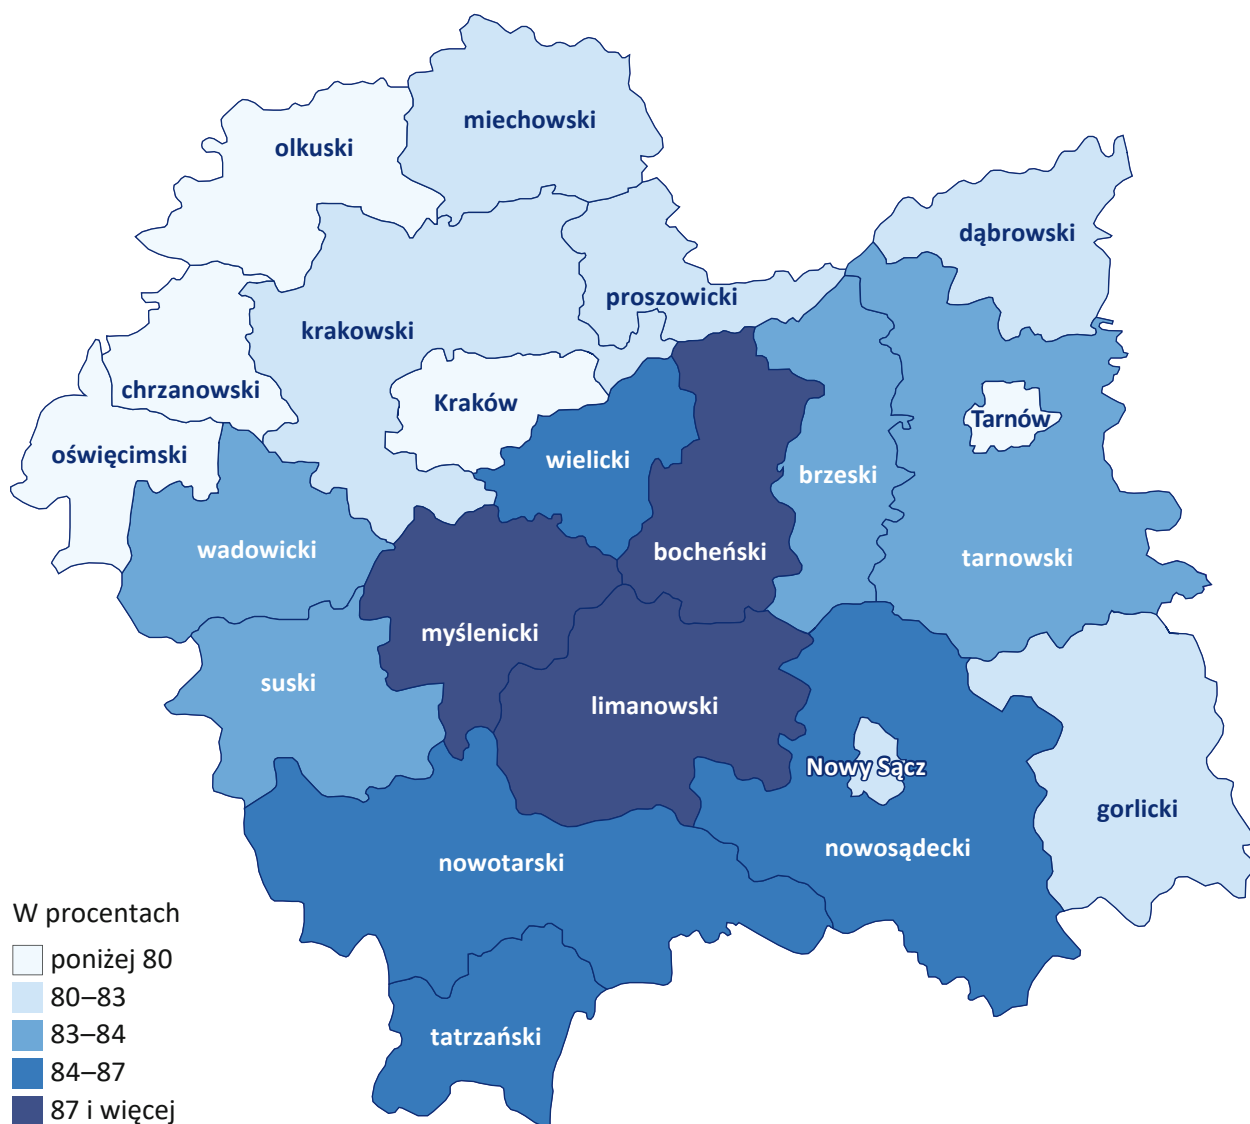 miechowski
olkuski
dąbrowski
proszowicki
krakowski
chrzanowski
Kraków
Tarnów
oświęcimski
wielicki
brzeski
wadowicki
bocheński
tarnowski
myślenicki
suski
limanowski
Nowy Sącz
gorlicki
nowosądecki
nowotarski
tatrzański
W procentach
poniżej 80
80–83
83–84
84–87
87 i więcej